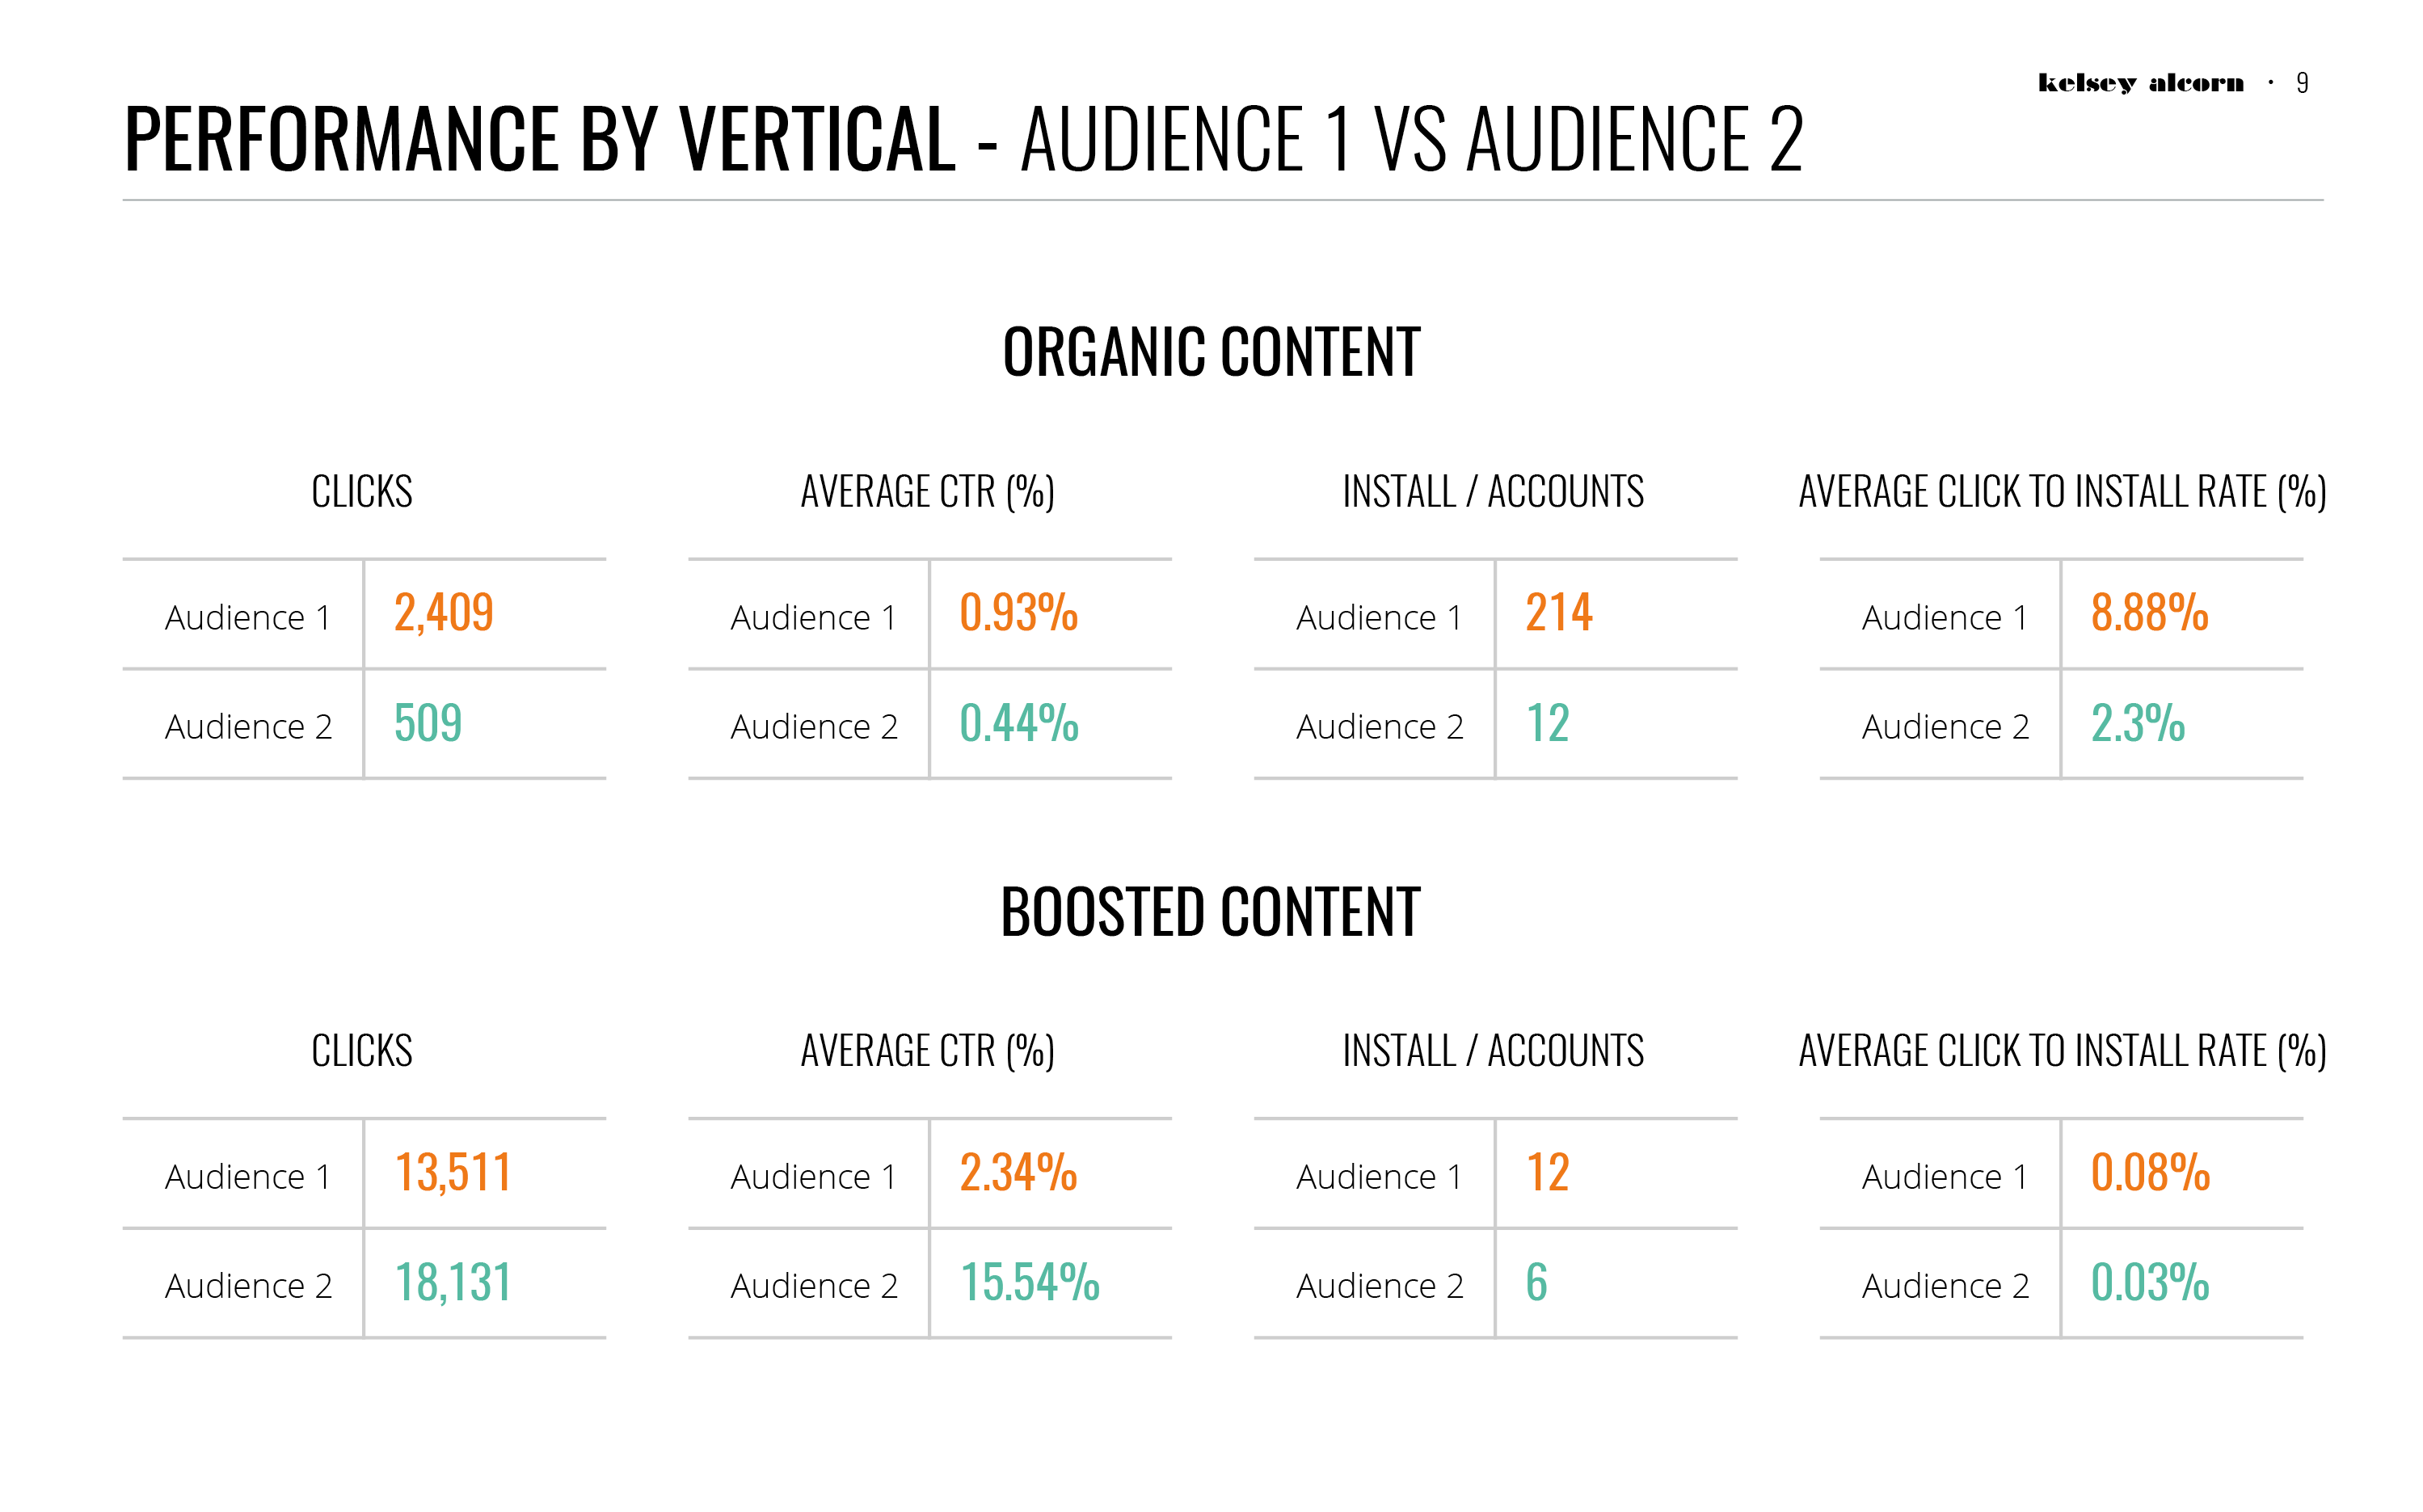 kelsey alcorn · 9
PERFORMANCE BY VERTICAL - AUDIENCE 1 VS AUDIENCE 2
ORGANIC CONTENT
CLICKS AVERAGE CTR (%) INSTALL / ACCOUNTS AVERAGE CLICK TO INSTALL RATE (%)
Audience 1 2,409 Audience 1 0.93% Audience 1 214 Audience 1 8.88%
Audience 2 509 Audience 2 0.44% Audience 2 12 Audience 2 2.3%
BOOSTED CONTENT
CLICKS AVERAGE CTR (%) INSTALL / ACCOUNTS AVERAGE CLICK TO INSTALL RATE (%)
Audience 1 13,511 Audience 1 2.34% Audience 1 12 Audience 1 0.08%
Audience 2 18,131 Audience 2 15.54% Audience 2 6 Audience 2 0.03%